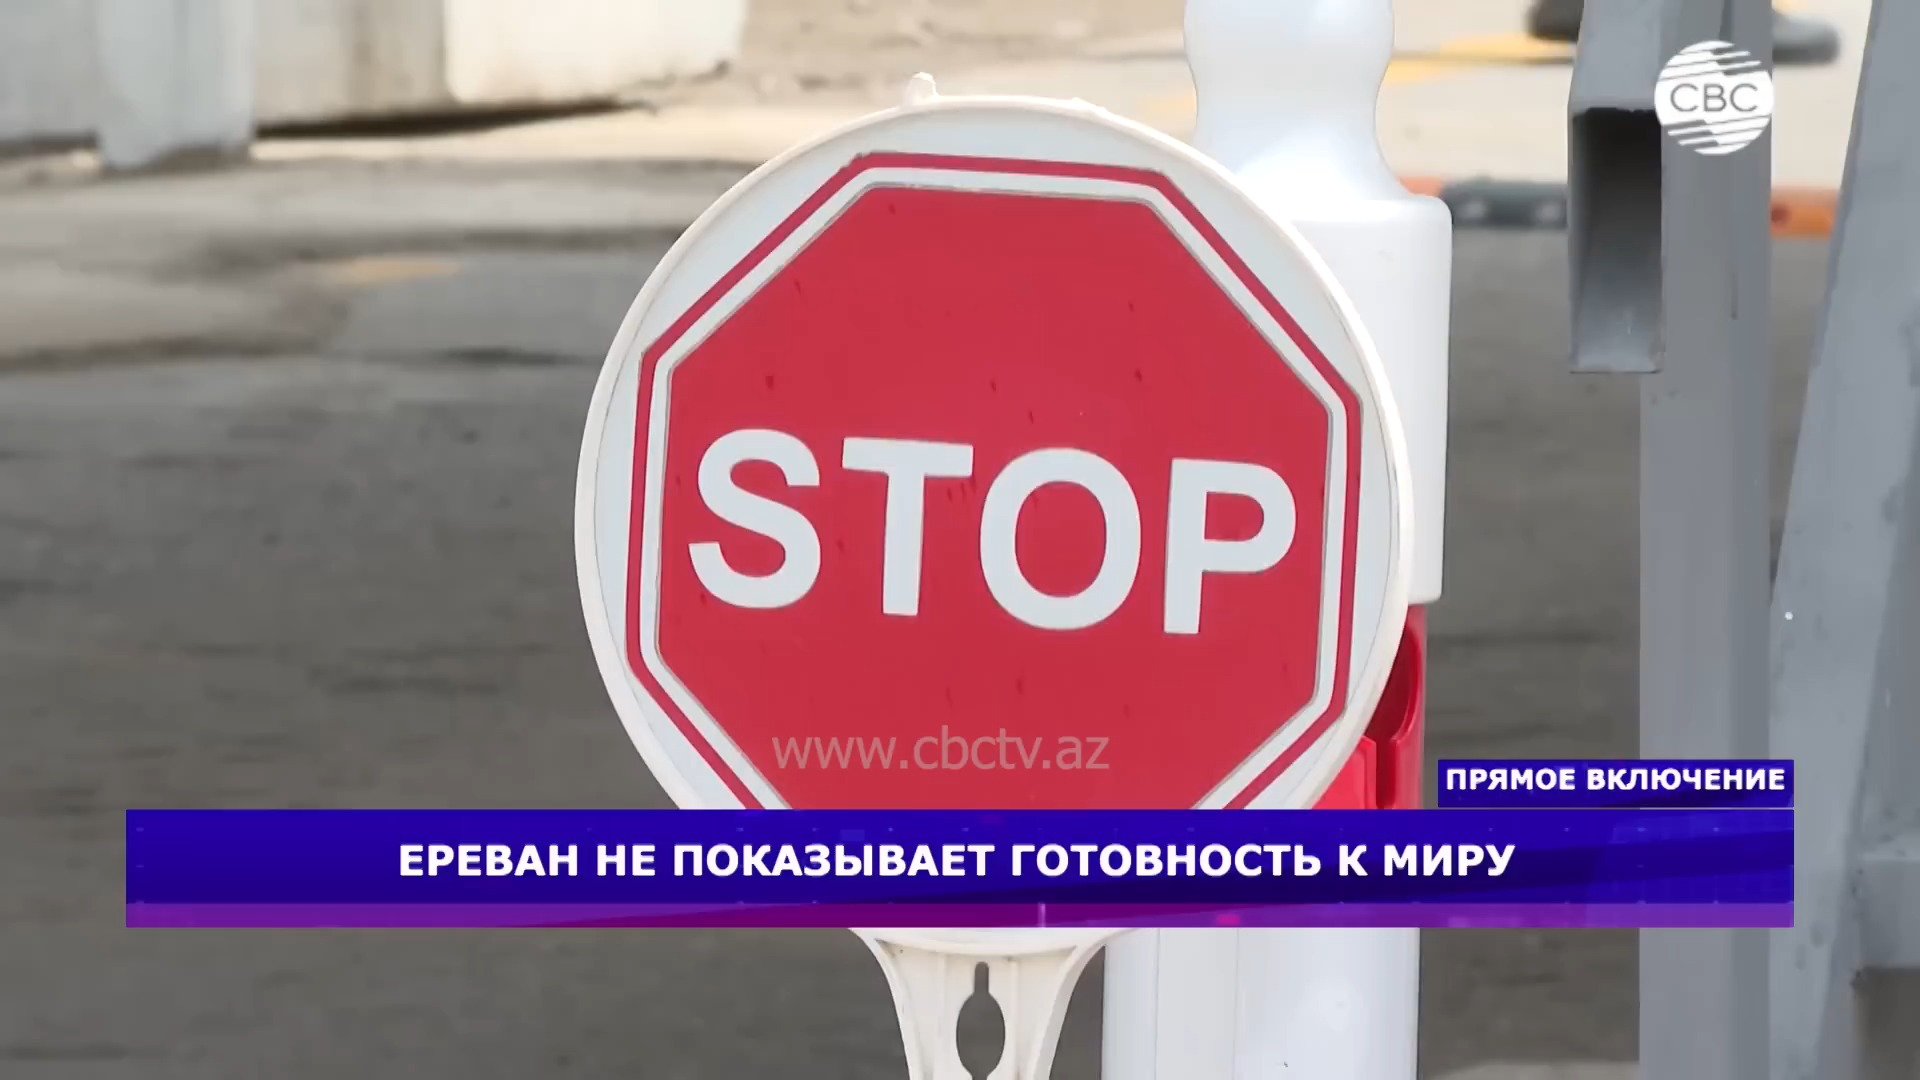 CBC
STOP
www.cbctv.az
ПРЯМОЕ ВКЛЮЧЕНИЕ
ЕРЕВАН НЕ ПОКАЗЫВАЕТ ГОТОВНОСТЬ К МИРУ